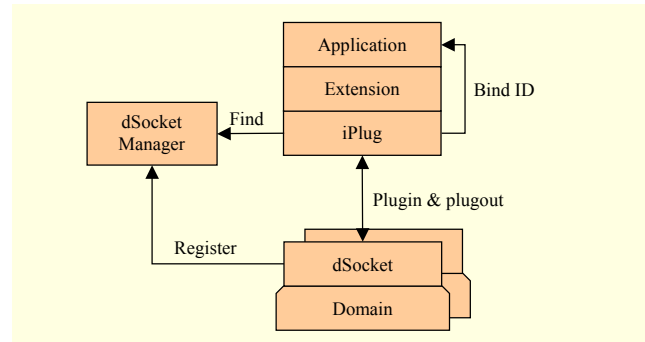 Application
Extension
Bind ID
dSocket
Manager
Find
iPlug
Plugin & plugout
Register
dSocket
Domain